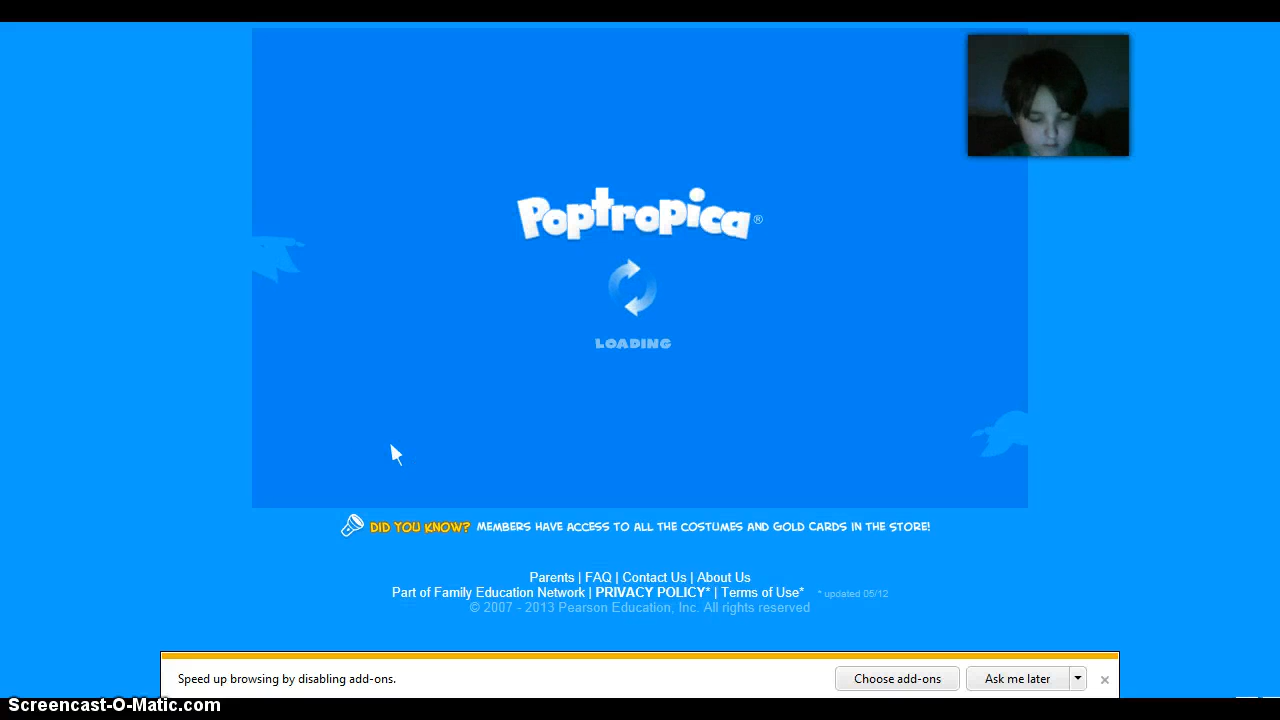 Poptropica®
LOADING
DID YOU KNOW? MEMBERS HAVE ACCESS TO ALL THE COSTUMES AND GOLD CARDS IN THE STORE!
Parents | FAQ | Contact Us | About Us
Part of Family Education Network | PRIVACY POLICY* | Terms of Use* * updated 05/12
© 2007 - 2013 Pearson Education, Inc. All rights reserved
Speed up browsing by disabling add-ons. Choose add-ons Ask me later
Screencast-O-Matic.com